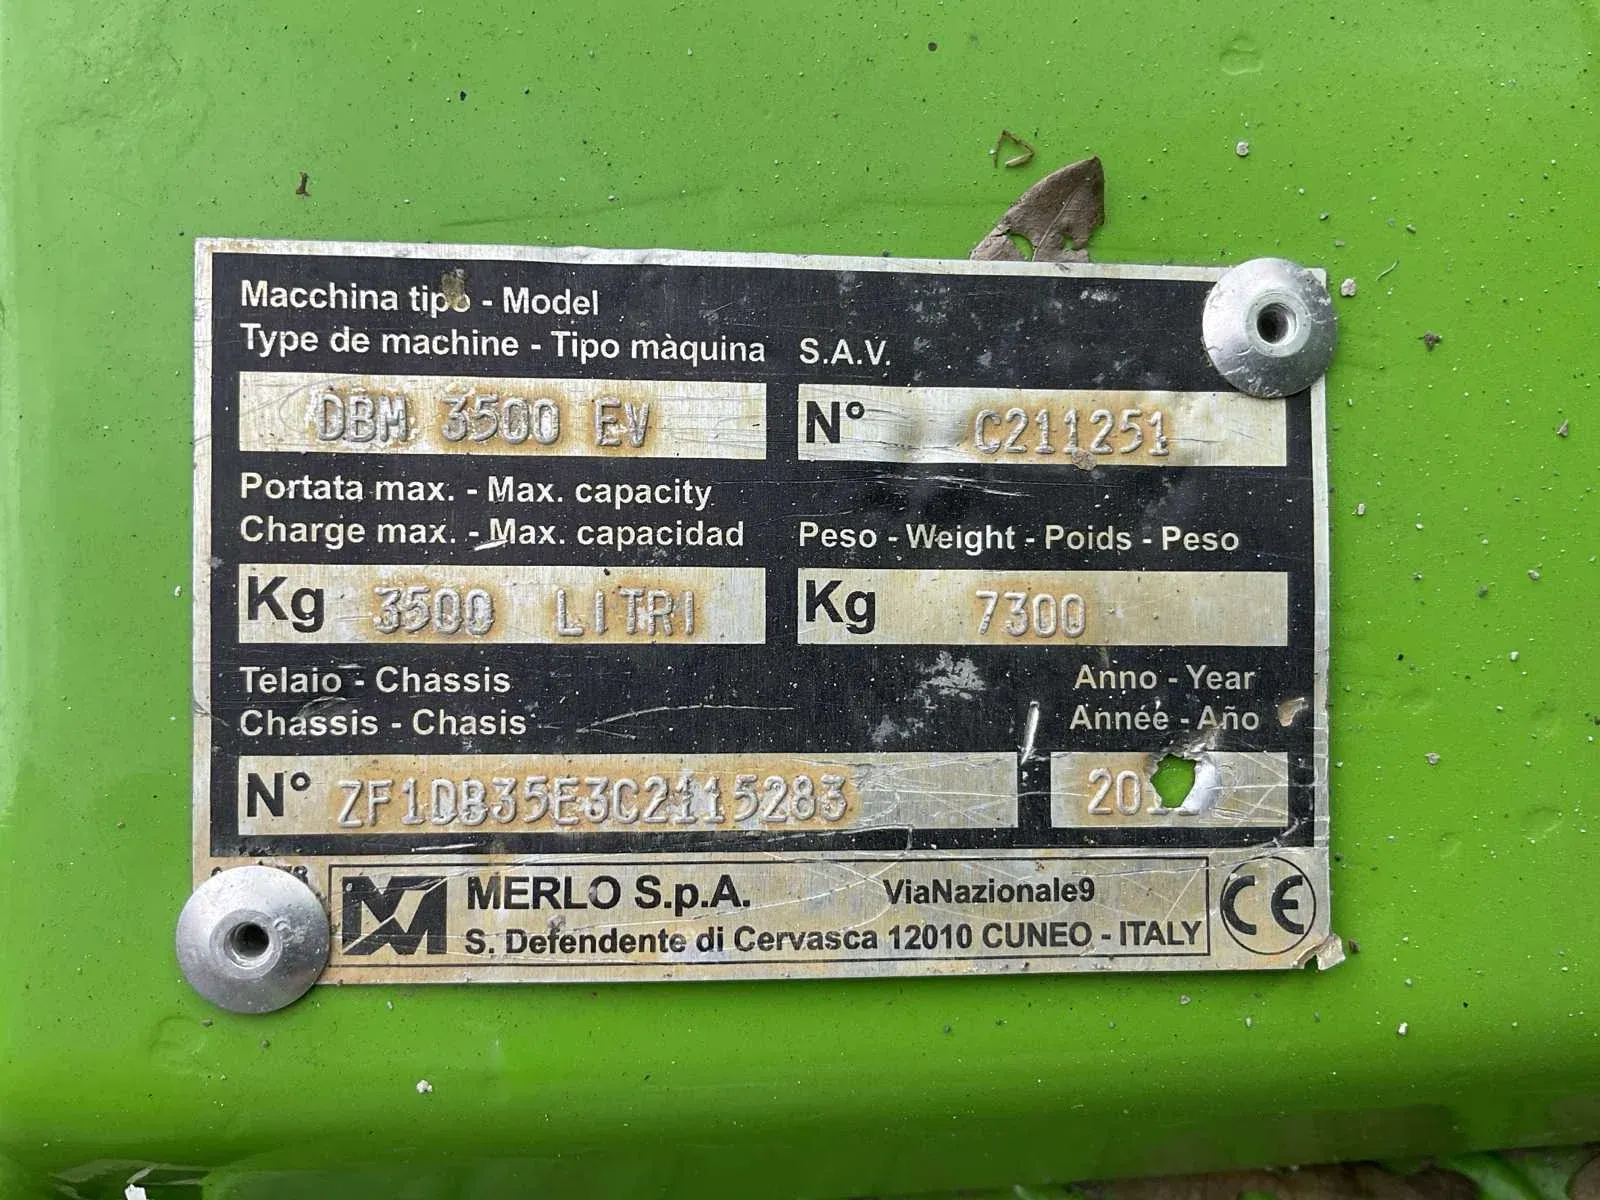 Macchina tipo - Model
Type de machine - Tipo màquina
S.A.V.
DBM 3500 EV
N° C211251
Portata max. - Max. capacity
Charge max. - Max. capacidad
Peso - Weight - Poids - Peso
Kg 3500 LITRI
Kg 7300
Telaio - Chassis
Chassis - Chasis
Anno - Year
Année - Año
N° ZF1DB35E3C2115283
MERLO S.p.A. ViaNazionale9
S. Defendente di Cervasca 12010 CUNEO - ITALY
CE